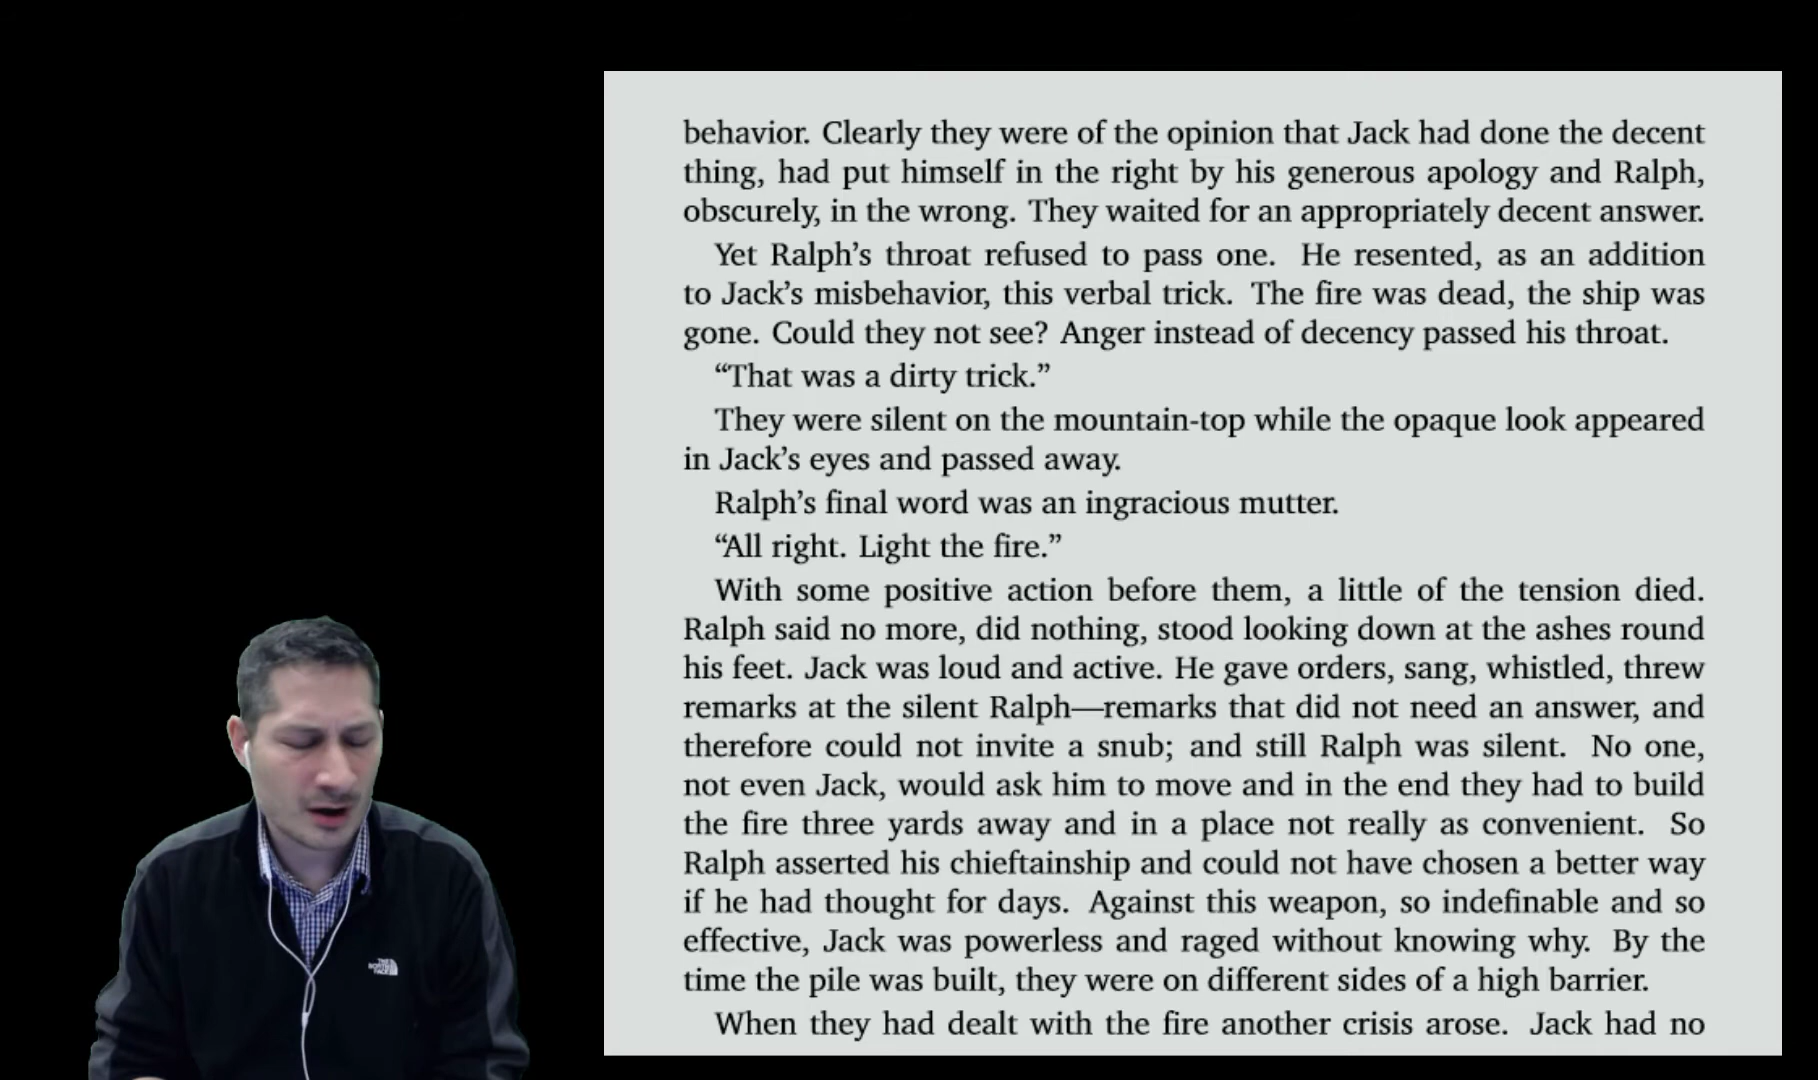 behavior. Clearly they were of the opinion that Jack had done the decent
thing, had put himself in the right by his generous apology and Ralph,
obscurely, in the wrong. They waited for an appropriately decent answer.
Yet Ralph’s throat refused to pass one. He resented, as an addition
to Jack’s misbehavior, this verbal trick. The fire was dead, the ship was
gone. Could they not see? Anger instead of decency passed his throat.
“That was a dirty trick.”
They were silent on the mountain-top while the opaque look appeared
in Jack’s eyes and passed away.
Ralph’s final word was an ingracious mutter.
“All right. Light the fire.”
With some positive action before them, a little of the tension died.
Ralph said no more, did nothing, stood looking down at the ashes round
his feet. Jack was loud and active. He gave orders, sang, whistled, threw
remarks at the silent Ralph—remarks that did not need an answer, and
therefore could not invite a snub; and still Ralph was silent. No one,
not even Jack, would ask him to move and in the end they had to build
the fire three yards away and in a place not really as convenient. So
Ralph asserted his chieftainship and could not have chosen a better way
if he had thought for days. Against this weapon, so indefinable and so
effective, Jack was powerless and raged without knowing why. By the
time the pile was built, they were on different sides of a high barrier.
When they had dealt with the fire another crisis arose. Jack had no
THE
NORTH
FACE